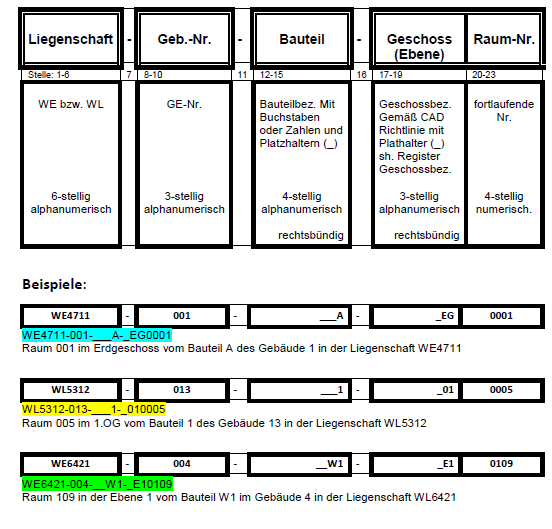 Liegenschaft - Geb.-Nr. - Bauteil - Geschoss (Ebene) Raum-Nr.
Stelle: 1-6 7 8-10 11 12-15 16 17-19 20-23
WE bzw. WL
6-stellig
alphanumerisch
GE-Nr.
3-stellig
alphanumerisch
Bauteilbez. Mit
Buchstaben
oder Zahlen und
Platzhaltern (_)
4-stellig
alphanumerisch
rechtsbündig
Geschossbez.
Gemäß CAD
Richtlinie mit
Plathalter (_)
sh. Register
Geschossbez.
3-stellig
alphanumerisch
rechtsbündig
fortlaufende
Nr.
4-stellig
numerisch.
Beispiele:
WE4711 - 001 - ___A - _EG 0001
WE4711-001-___A-_EG0001
Raum 001 im Erdgeschoss vom Bauteil A des Gebäude 1 in der Liegenschaft WE4711
WL5312 - 013 - ___1 - _01 0005
WL5312-013-___1-_010005
Raum 005 im 1.OG vom Bauteil 1 des Gebäude 13 in der Liegenschaft WL5312
WE6421 - 004 - __W1 - _E1 0109
WE6421-004-__W1-_E10109
Raum 109 in der Ebene 1 vom Bauteil W1 im Gebäude 4 in der Liegenschaft WL6421